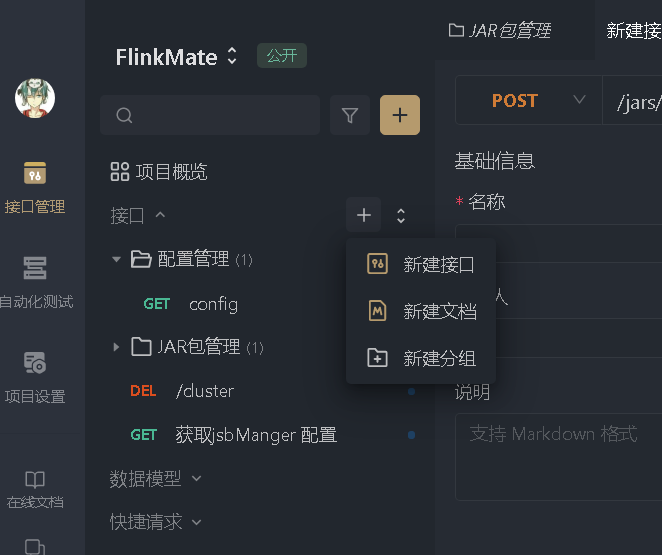 接口管理
自动化测试
项目设置
在线文档
FlinkMate
公开
项目概览
接口
配置管理 (1)
GET config
JAR包管理 (1)
DEL /cluster
GET 获取jsbManger 配置
数据模型
快捷请求
新建接口
新建文档
新建分组
JAR包管理
新建接
POST
/jars/
基础信息
* 名称
人
说明
支持 Markdown 格式